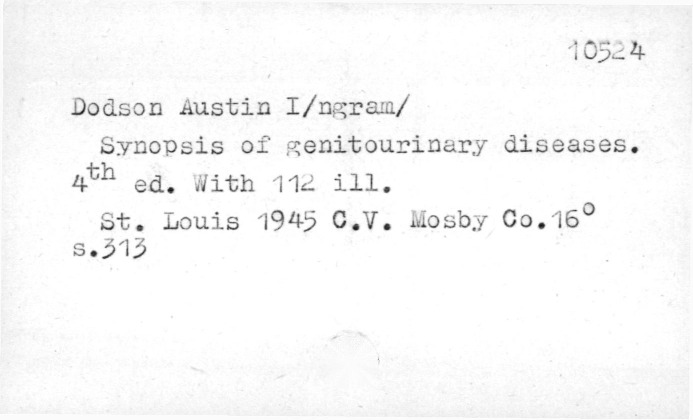 10524
Dodson Austin I/ngram/
Synopsis of genitourinary diseases.
4th ed. With 112 ill.
St. Louis 1945 C.V. Mosby Co.16°
s.313